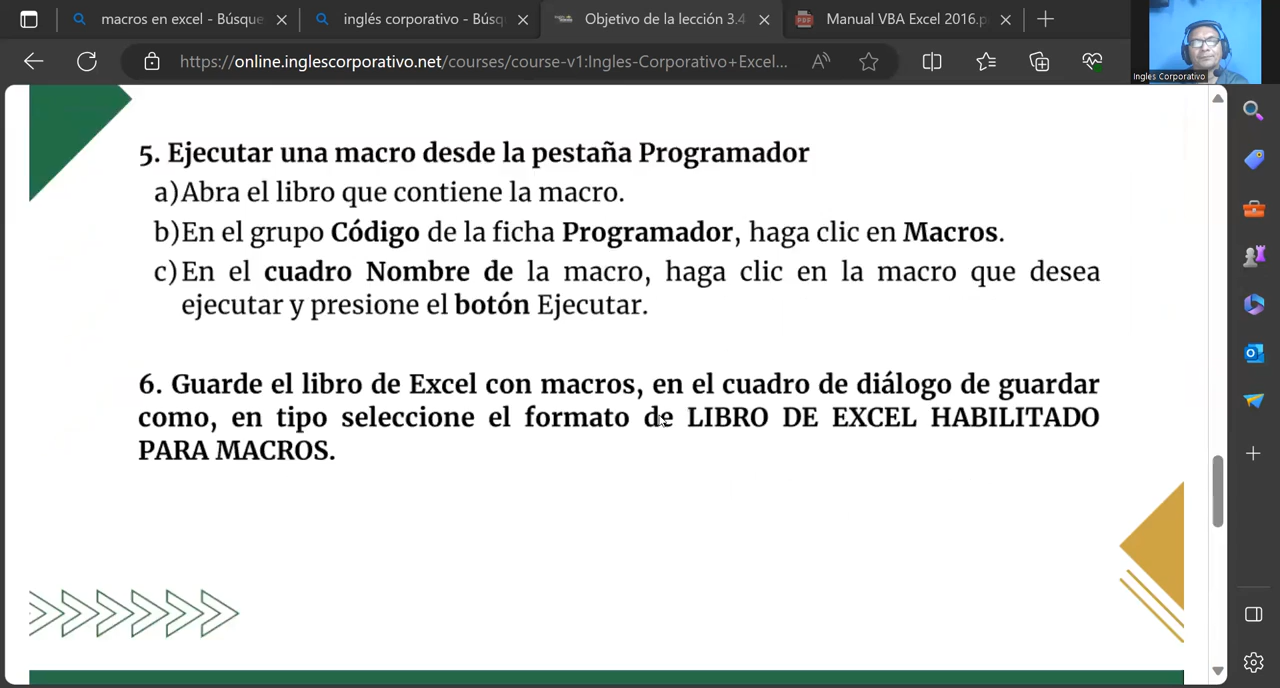 macros en excel - Búsque
inglés corporativo - Búsq
Objetivo de la lección 3.4
Manual VBA Excel 2016.p
https://online.inglescorporativo.net/courses/course-v1:Ingles-Corporativo+Excel...
Ingles Corporativo
5. Ejecutar una macro desde la pestaña Programador
a) Abra el libro que contiene la macro.
b) En el grupo Código de la ficha Programador, haga clic en Macros.
c) En el cuadro Nombre de la macro, haga clic en la macro que desea
ejecutar y presione el botón Ejecutar.
6. Guarde el libro de Excel con macros, en el cuadro de diálogo de guardar
como, en tipo seleccione el formato de LIBRO DE EXCEL HABILITADO
PARA MACROS.